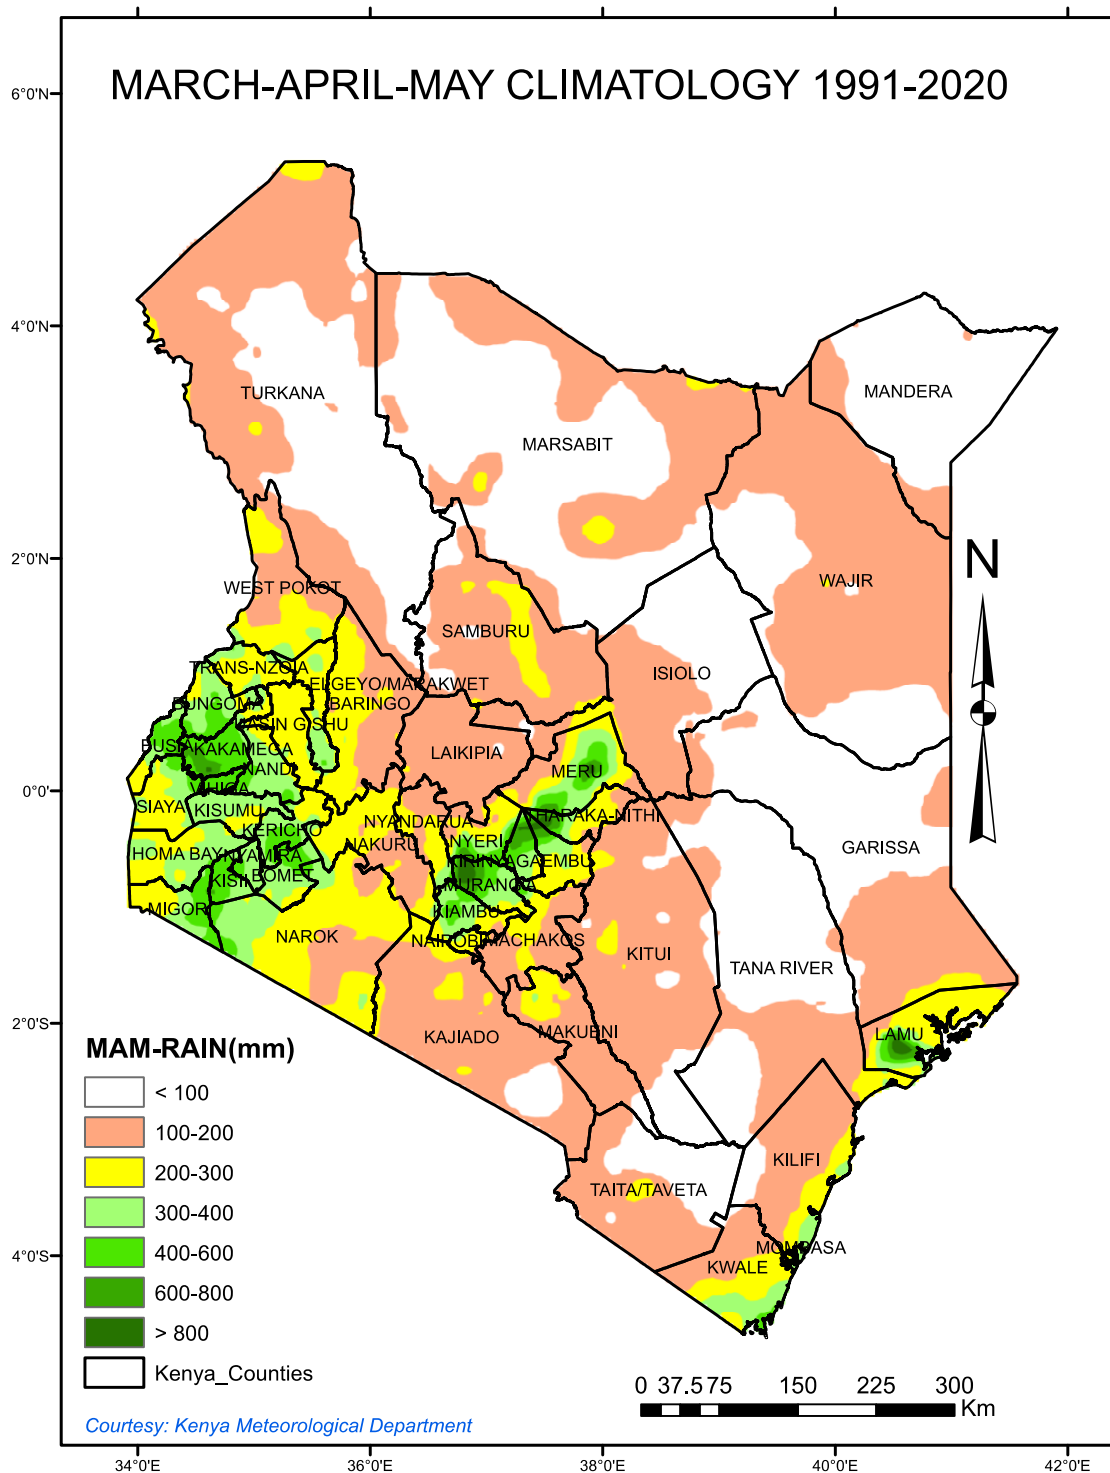 MARCH-APRIL-MAY CLIMATOLOGY 1991-2020
6°0'N
4°0'N
2°0'N
0°0'
2°0'S
4°0'S
TURKANA
MARSABIT
MANDERA
WAJIR
WEST POKOT
SAMBURU
ISIOLO
TRANS-NZOIA
ELGEYO/MARAKWET
BARINGO
BUNGOMA
UASIN GISHU
BUSIA
KAKAMEGA
LAIKIPIA
NANDI
MERU
VIHIGA
SIAYA
KISUMU
THARAKA-NITHI
NYANDARUA
KERICHO
NYERI
NAKURU
GARISSA
HOMA BAY
NYAMIRA
KIRINYAGA
EMBU
BOMET
KISII
MURANG'A
MIGORI
KIAMBU
NAROK
NAIROBI
MACHAKOS
KITUI
TANA RIVER
KAJIADO
MAKUENI
LAMU
KILIFI
TAITA/TAVETA
MOMBASA
KWALE
N
MAM-RAIN(mm)
< 100
100-200
200-300
300-400
400-600
600-800
> 800
Kenya_Counties
Courtesy: Kenya Meteorological Department
0 37.5 75 150 225 300
Km
34°0'E 36°0'E 38°0'E 40°0'E 42°0'E